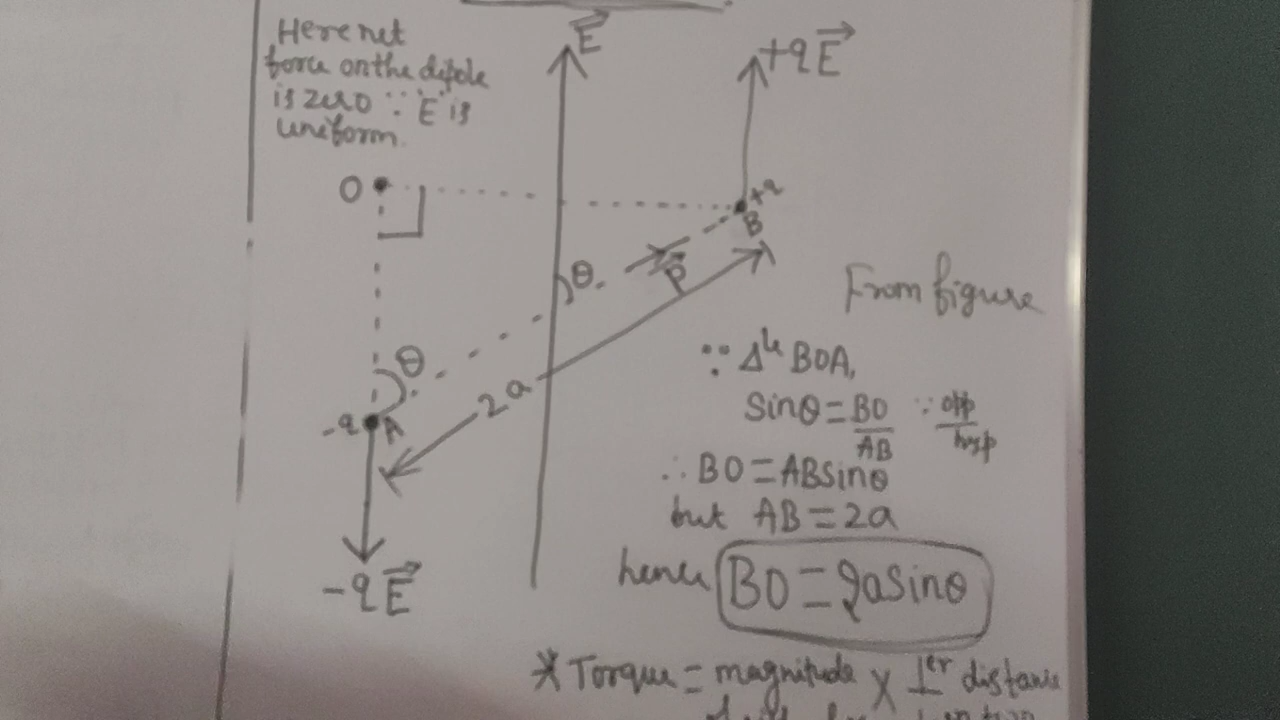 Here net
force on the dipole
is zero ∵ E is
uniform.
E⃗
+qE⃗
O
+q
B
θ
P⃗
θ
2a
-q
A
-qE⃗
From figure
∵ Δle BOA,
Sinθ = BO/AB ∵ opp/hyp
∴ BO = ABsinθ
but AB = 2a
hence BO = 2asinθ
* Torque = magnitude × ⊥er distance